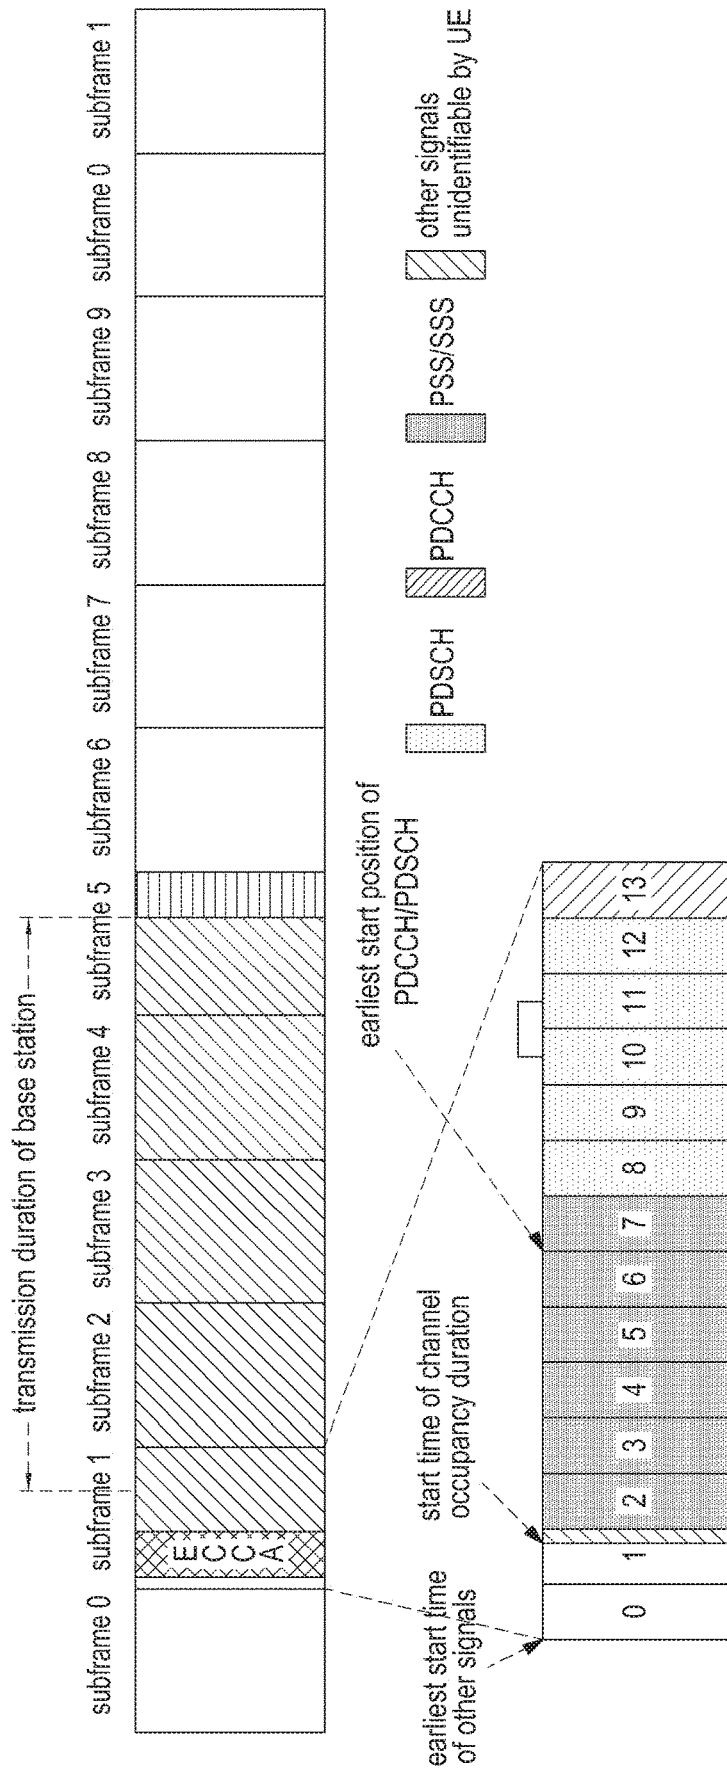 transmission duration of base station
subframe 0
subframe 1
subframe 2
subframe 3
subframe 4
subframe 5
subframe 6
subframe 7
subframe 8
subframe 9
subframe 0
subframe 1
ECCA
earliest start time
of other signals
start time of channel
occupancy duration
earliest start position of
PDCCH/PDSCH
PDSCH
PDCCH
PSS/SSS
other signals
unidentifiable by UE
0
1
2
3
4
5
6
7
8
9
10
11
12
13